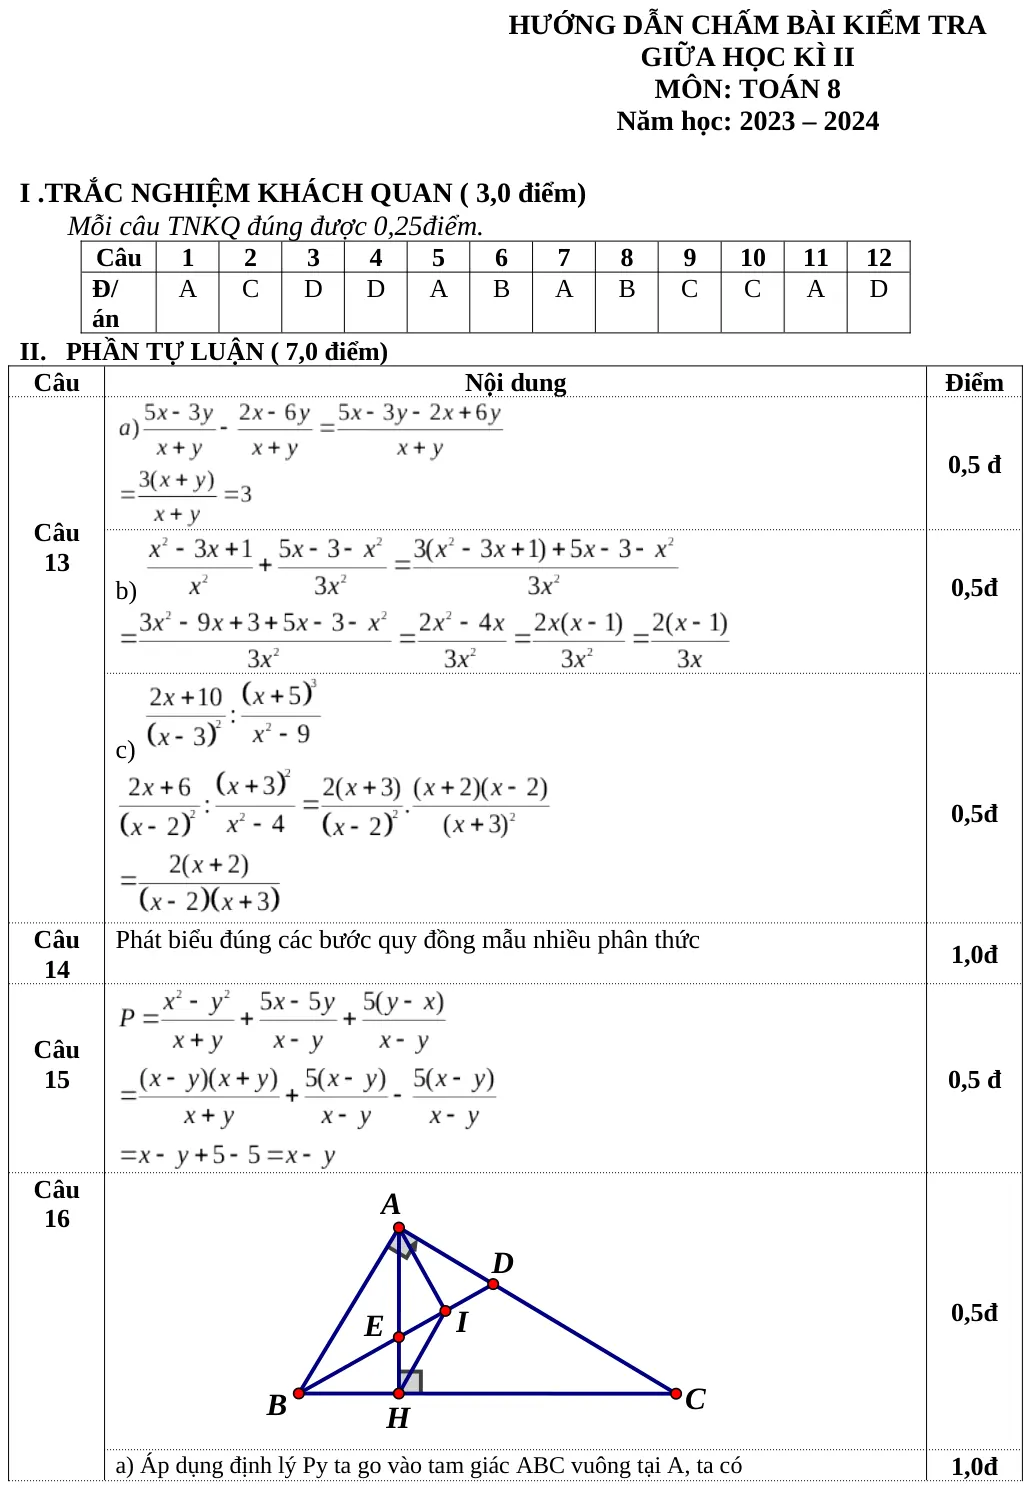 HƯỚNG DẪN CHẤM BÀI KIỂM TRA
GIỮA HỌC KÌ II
MÔN: TOÁN 8
Năm học: 2023 – 2024
I .TRẮC NGHIỆM KHÁCH QUAN ( 3,0 điểm)
Mỗi câu TNKQ đúng được 0,25điểm.
Câu 1 2 3 4 5 6 7 8 9 10 11 12
Đ/ A C D D A B A B C C A D
án
II. PHẦN TỰ LUẬN ( 7,0 điểm)
Câu Nội dung Điểm
Câu 13
a) (5x - 3y)/(x + y) - (2x - 6y)/(x + y) = (5x - 3y - 2x + 6y)/(x + y)
= 3(x + y)/(x + y) = 3
0,5 đ
b) (x² - 3x + 1)/x² + (5x - 3 - x²)/3x² = (3(x² - 3x + 1) + 5x - 3 - x²)/3x²
= (3x² - 9x + 3 + 5x - 3 - x²)/3x² = (2x² - 4x)/3x² = 2x(x - 1)/3x² = 2(x - 1)/3x
0,5đ
c) (2x + 10)/(x - 3)² : (x + 5)³/(x² - 9)
(2x + 6)/(x - 2)² : (x + 3)²/(x² - 4) = 2(x + 3)/(x - 2)² . (x + 2)(x - 2)/(x + 3)²
= 2(x + 2)/(x - 2)(x + 3)
0,5đ
Câu 14
Phát biểu đúng các bước quy đồng mẫu nhiều phân thức
1,0đ
Câu 15
P = (x² - y²)/(x + y) + (5x - 5y)/(x - y) + 5(y - x)/(x - y)
= (x - y)(x + y)/(x + y) + 5(x - y)/(x - y) - 5(x - y)/(x - y)
= x - y + 5 - 5 = x - y
0,5 đ
Câu 16
A
D
E
I
B
H
C
0,5đ
a) Áp dụng định lý Py ta go vào tam giác ABC vuông tại A, ta có
1,0đ